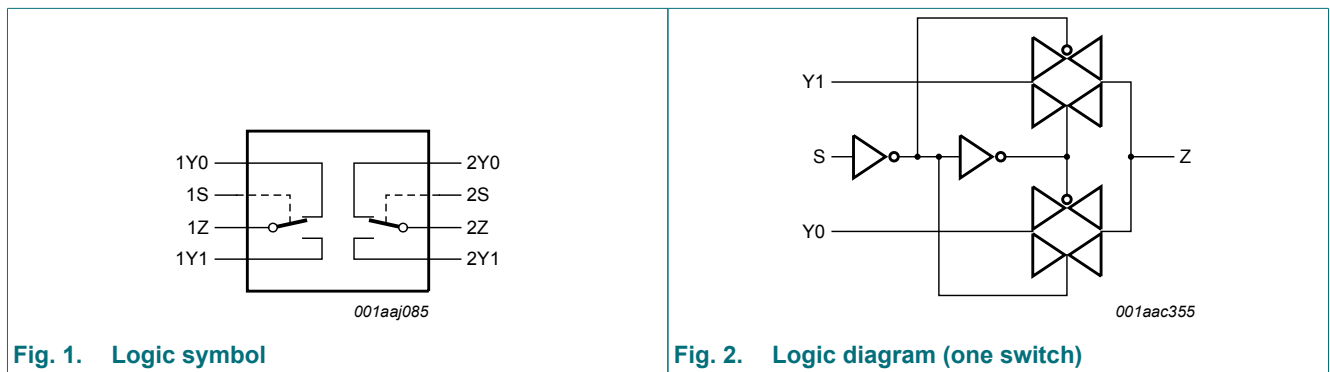 1Y0
2Y0
1S
2S
1Z
2Z
1Y1
2Y1
001aaj085
Fig. 1. Logic symbol
Y1
S
Z
Y0
001aac355
Fig. 2. Logic diagram (one switch)